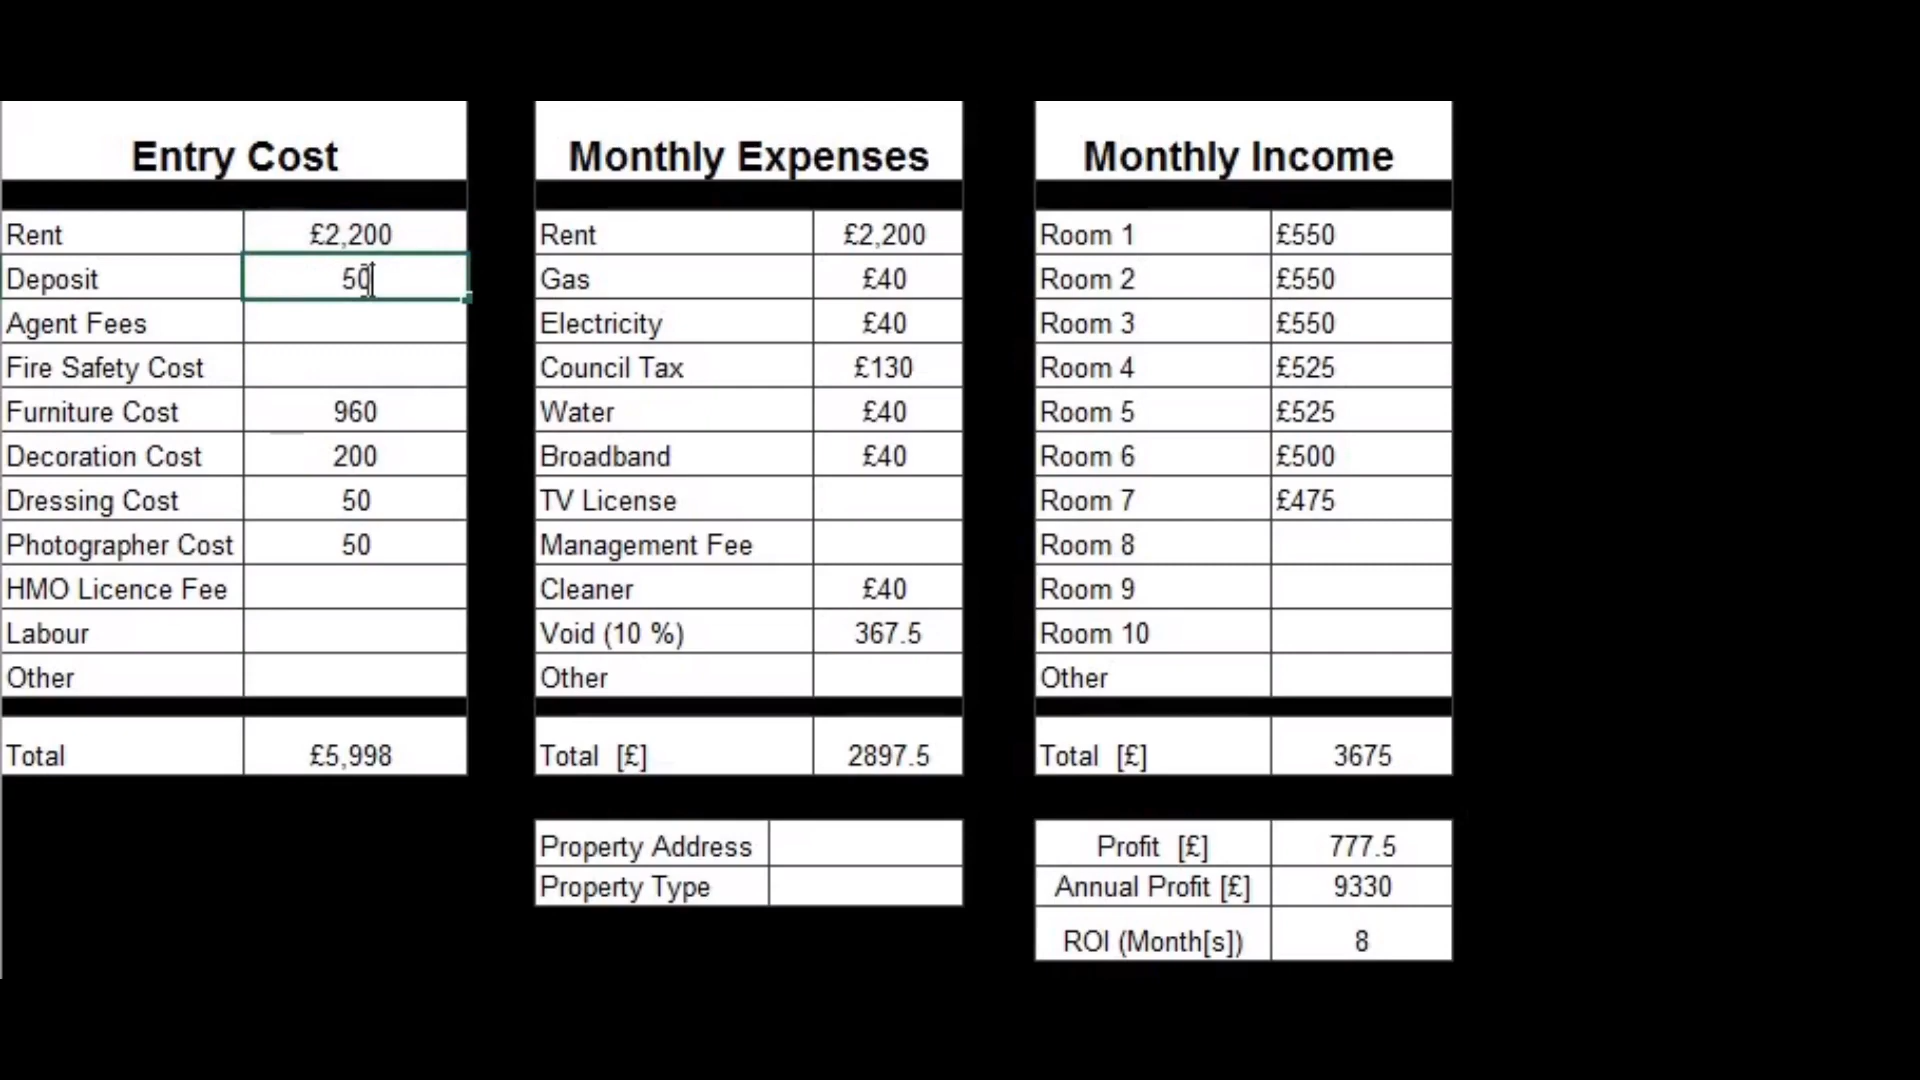 Entry Cost
Rent £2,200
Deposit 50
Agent Fees
Fire Safety Cost
Furniture Cost 960
Decoration Cost 200
Dressing Cost 50
Photographer Cost 50
HMO Licence Fee
Labour
Other
Total £5,998
Monthly Expenses
Rent £2,200
Gas £40
Electricity £40
Council Tax £130
Water £40
Broadband £40
TV License
Management Fee
Cleaner £40
Void (10 %) 367.5
Other
Total [£] 2897.5
Property Address
Property Type
Monthly Income
Room 1 £550
Room 2 £550
Room 3 £550
Room 4 £525
Room 5 £525
Room 6 £500
Room 7 £475
Room 8
Room 9
Room 10
Other
Total [£] 3675
Profit [£] 777.5
Annual Profit [£] 9330
ROI (Month[s]) 8